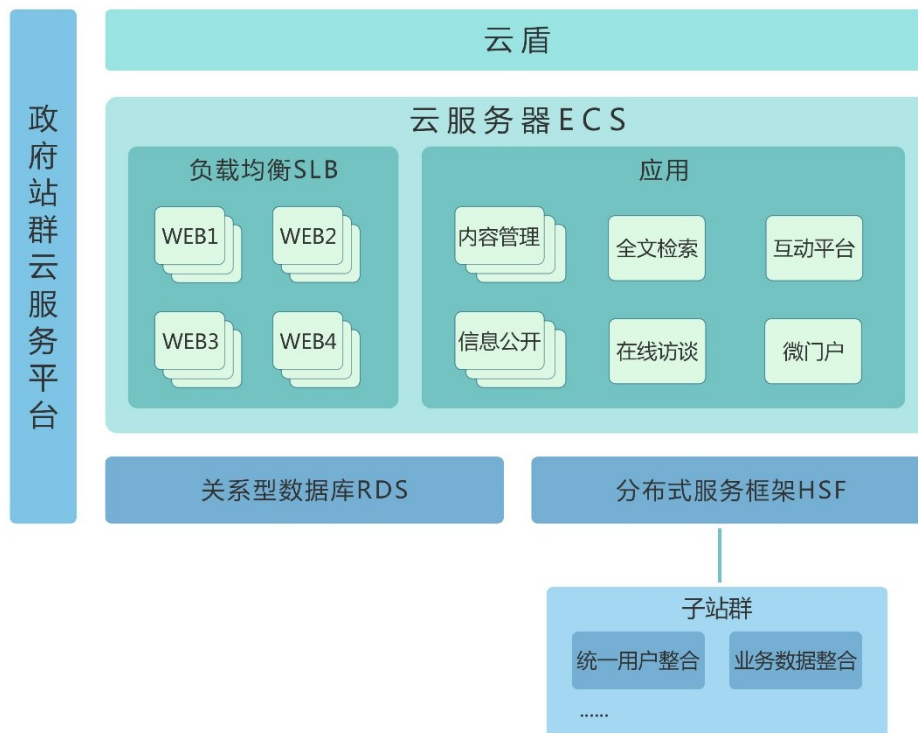 政府站群云服务平台
云盾
云服务器ECS
负载均衡SLB
WEB1
WEB2
WEB3
WEB4
应用
内容管理
全文检索
互动平台
信息公开
在线访谈
微门户
关系型数据库RDS
分布式服务框架HSF
子站群
统一用户整合
业务数据整合
......